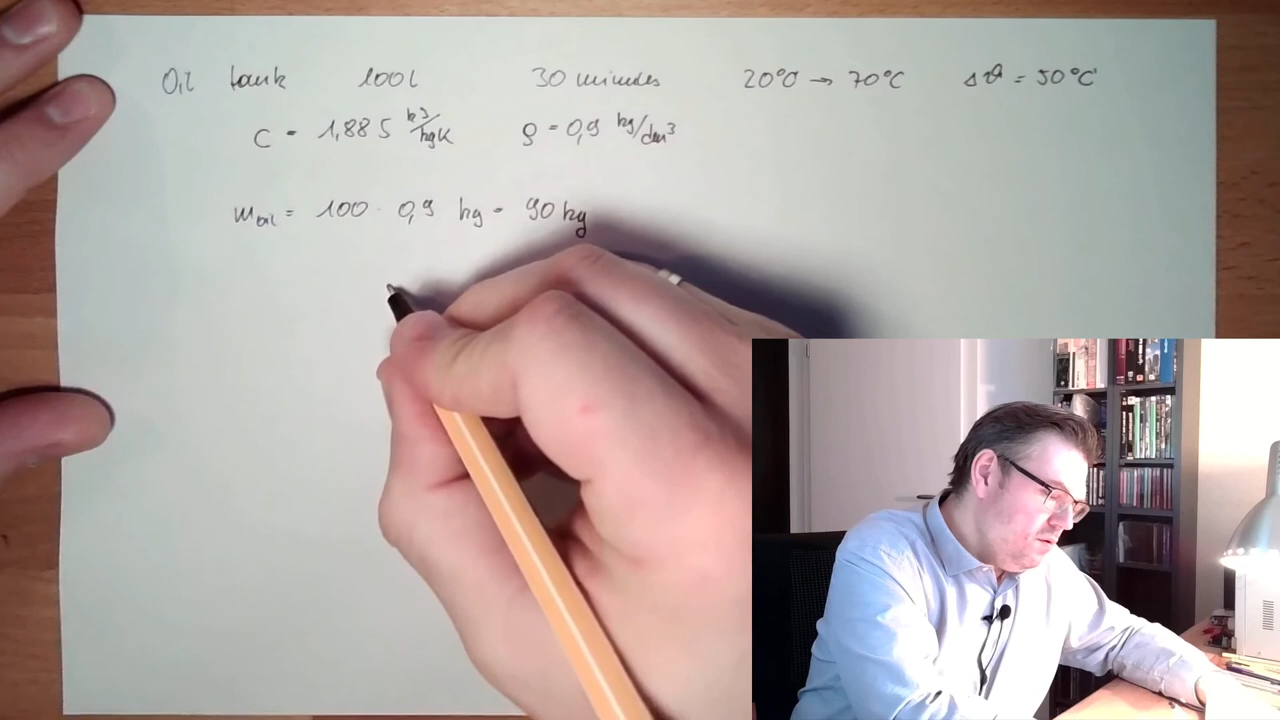 Oil tank 100l 30 minutes 20°C → 70°C Δϑ = 50°C
C = 1,885 kJ/kgK ρ = 0,9 kg/dm³
m_oil = 100 · 0,9 kg = 90 kg